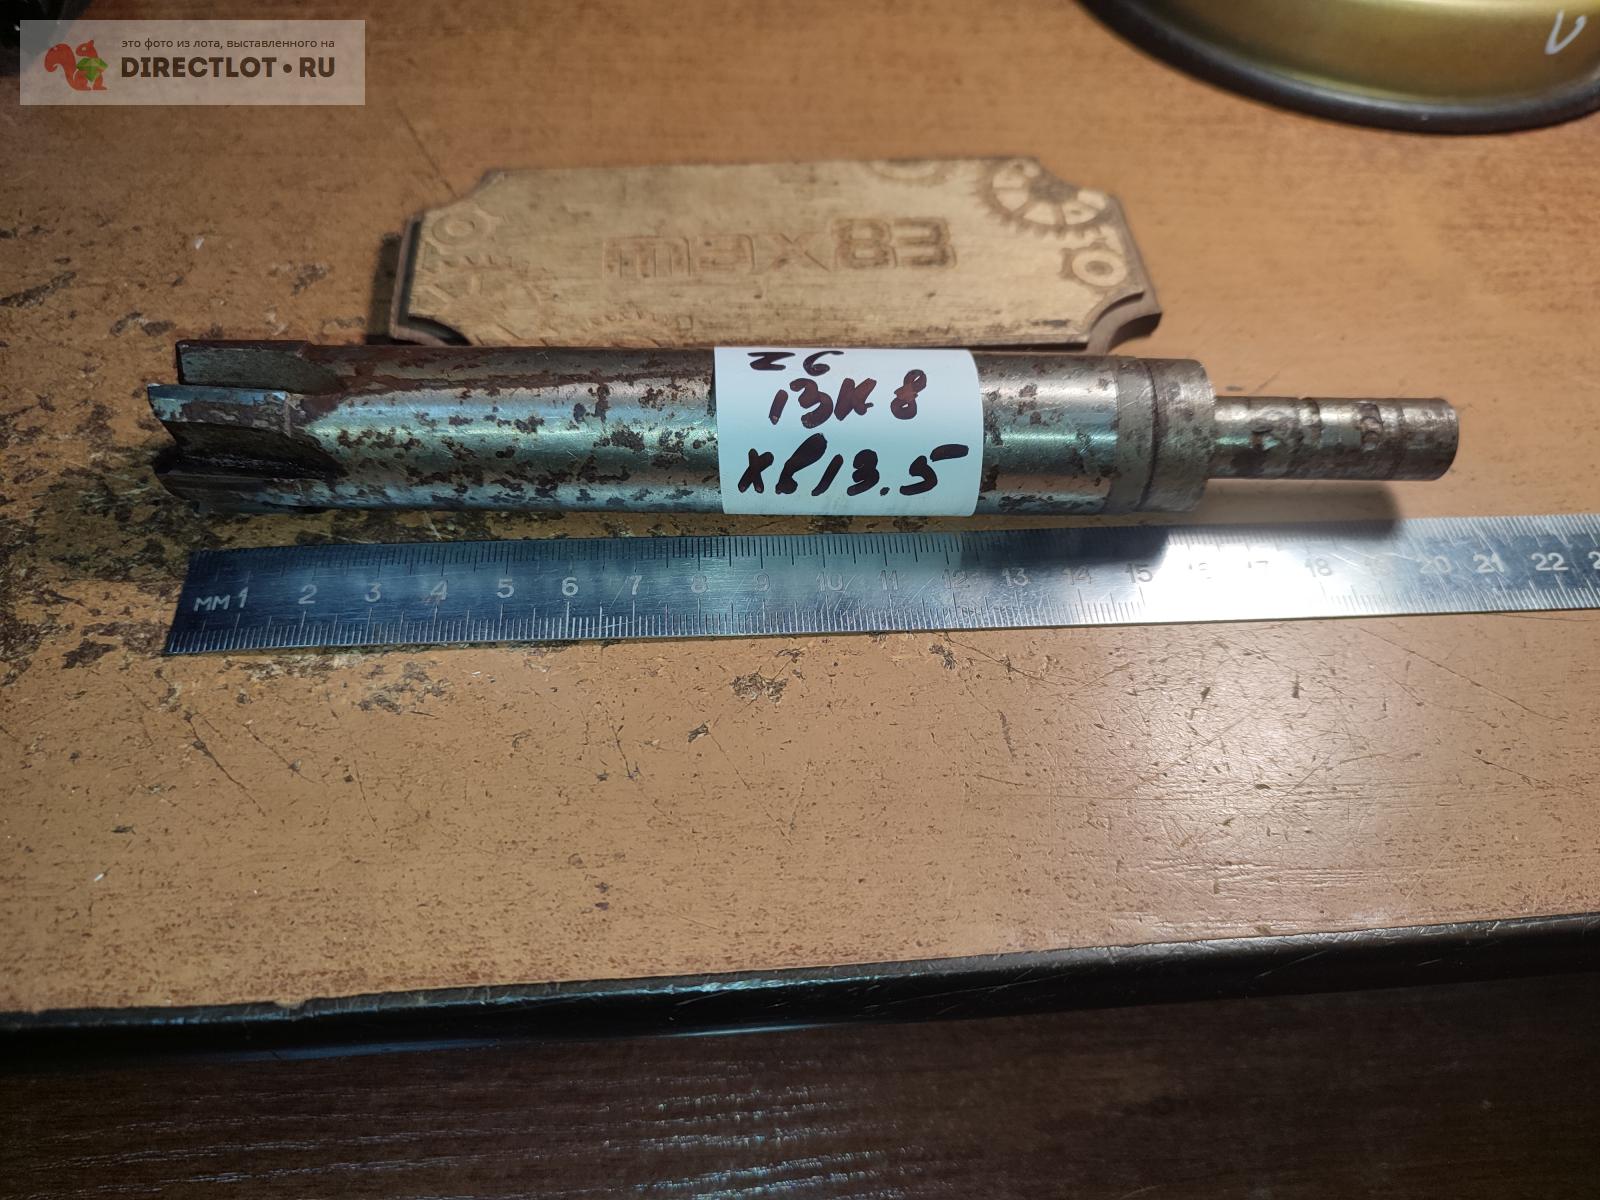 это фото из лота, выставленного на
DIRECTLOT • RU
max83
z6
13к8
хв13.5
мм 1 2 3 4 5 6 7 8 9 10 11 12 13 14 15 17 18 19 20 21 22